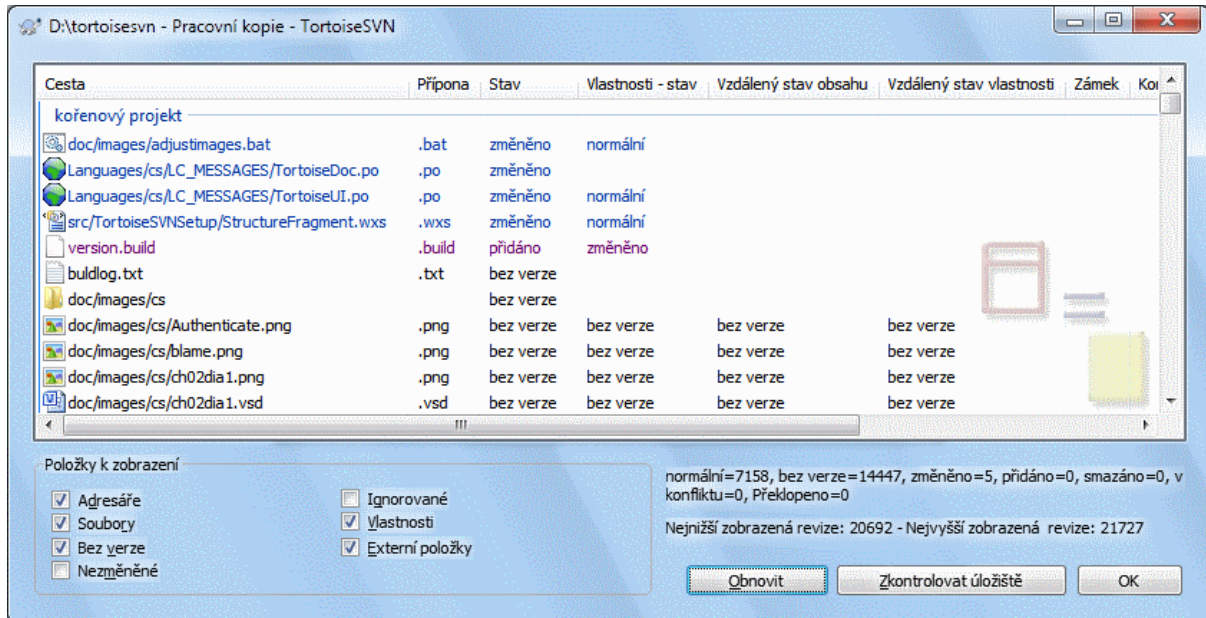 D:\tortoisesvn - Pracovní kopie - TortoiseSVN
Cesta Přípona Stav Vlastnosti - stav Vzdálený stav obsahu Vzdálený stav vlastnosti Zámek
kořenový projekt
doc/images/adjustimages.bat .bat změněno normální
Languages/cs/LC_MESSAGES/TortoiseDoc.po .po změněno
Languages/cs/LC_MESSAGES/TortoiseUI.po .po změněno normální
src/TortoiseSVNSetup/StructureFragment.wxs .wxs změněno normální
version.build .build přidáno změněno
buldlog.txt .txt bez verze
doc/images/cs bez verze
doc/images/cs/Authenticate.png .png bez verze bez verze bez verze bez verze
doc/images/cs/blame.png .png bez verze bez verze bez verze bez verze
doc/images/cs/ch02dia1.png .png bez verze bez verze bez verze bez verze
doc/images/cs/ch02dia1.vsd .vsd bez verze bez verze bez verze bez verze
Položky k zobrazení
Adresáře
Soubory
Bez verze
Nezměněné
Ignorované
Vlastnosti
Externí položky
normální=7158, bez verze=14447, změněno=5, přidáno=0, smazáno=0, v
konfliktu=0, Překlopeno=0
Nejnižší zobrazená revize: 20692 - Nejvyšší zobrazená revize: 21727
Obnovit Zkontrolovat úložiště OK